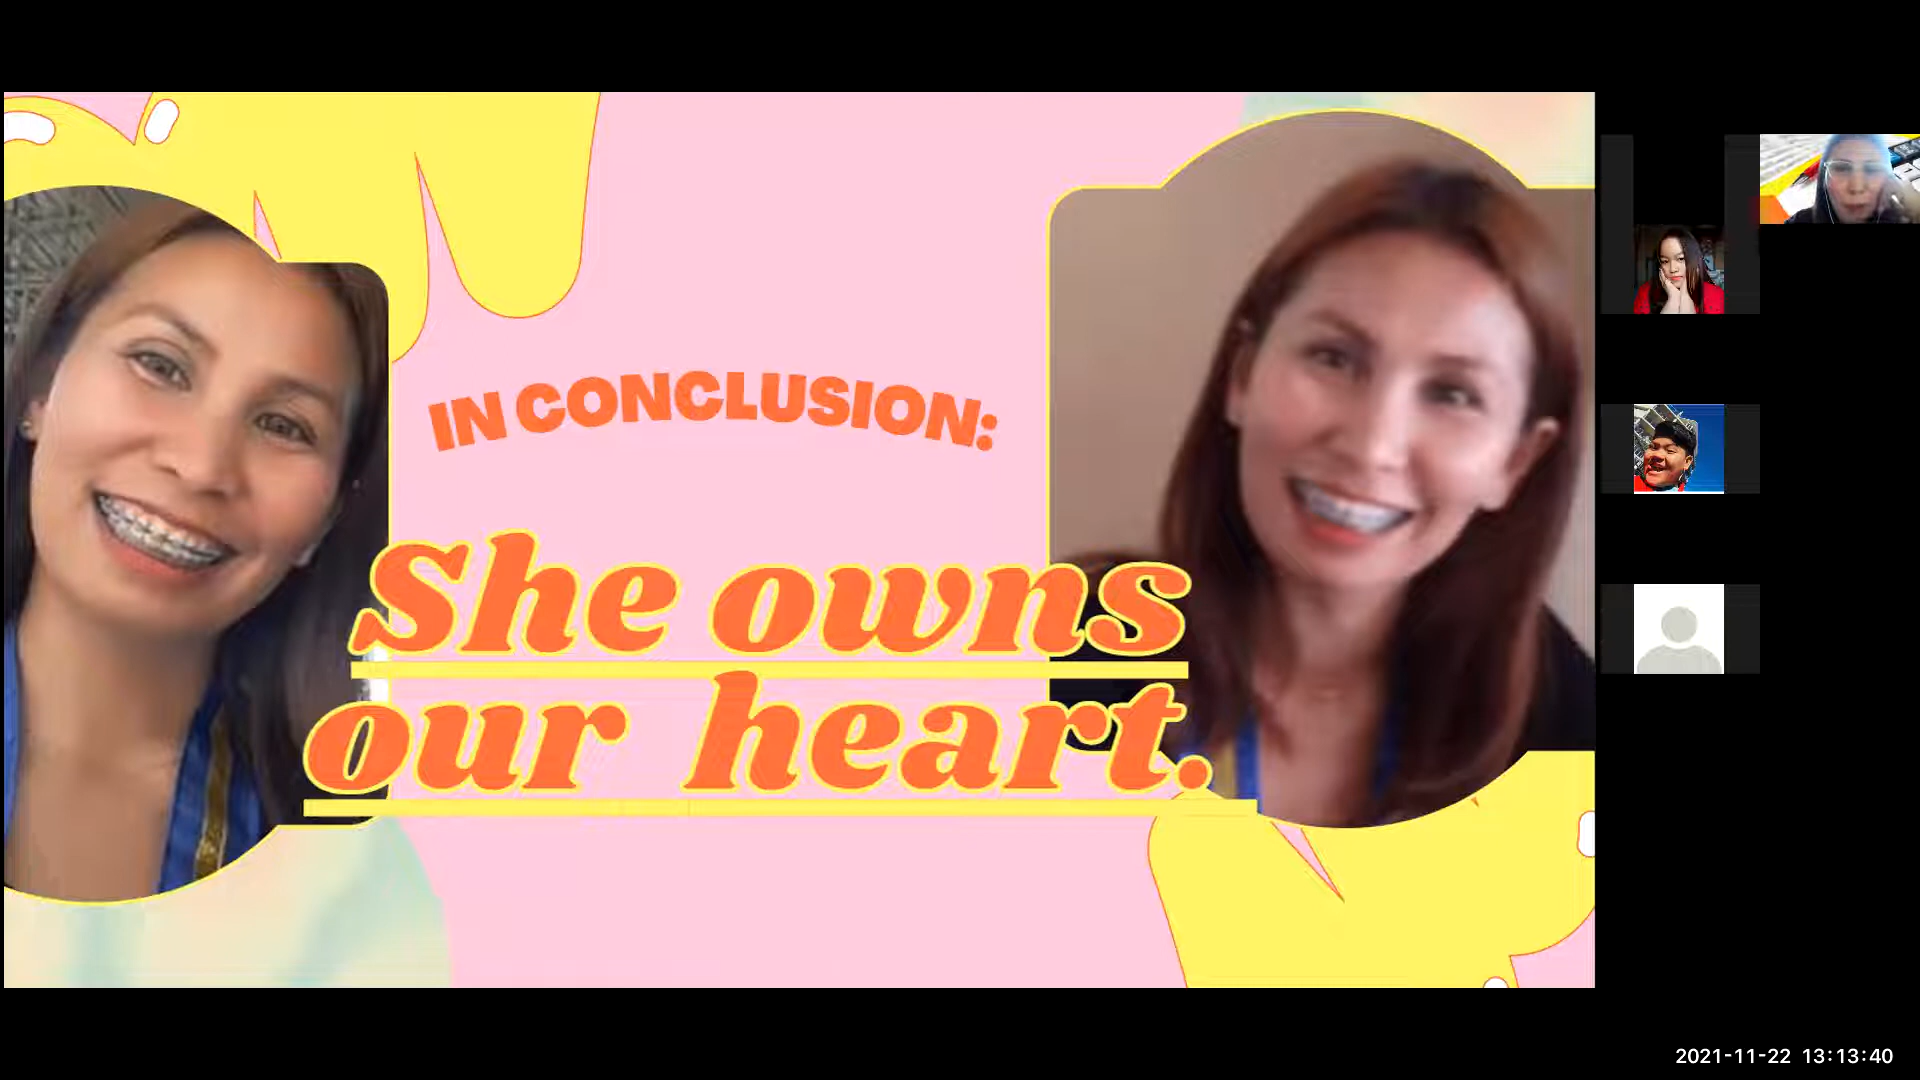 IN CONCLUSION:
She owns
our heart.
2021-11-22 13:13:40